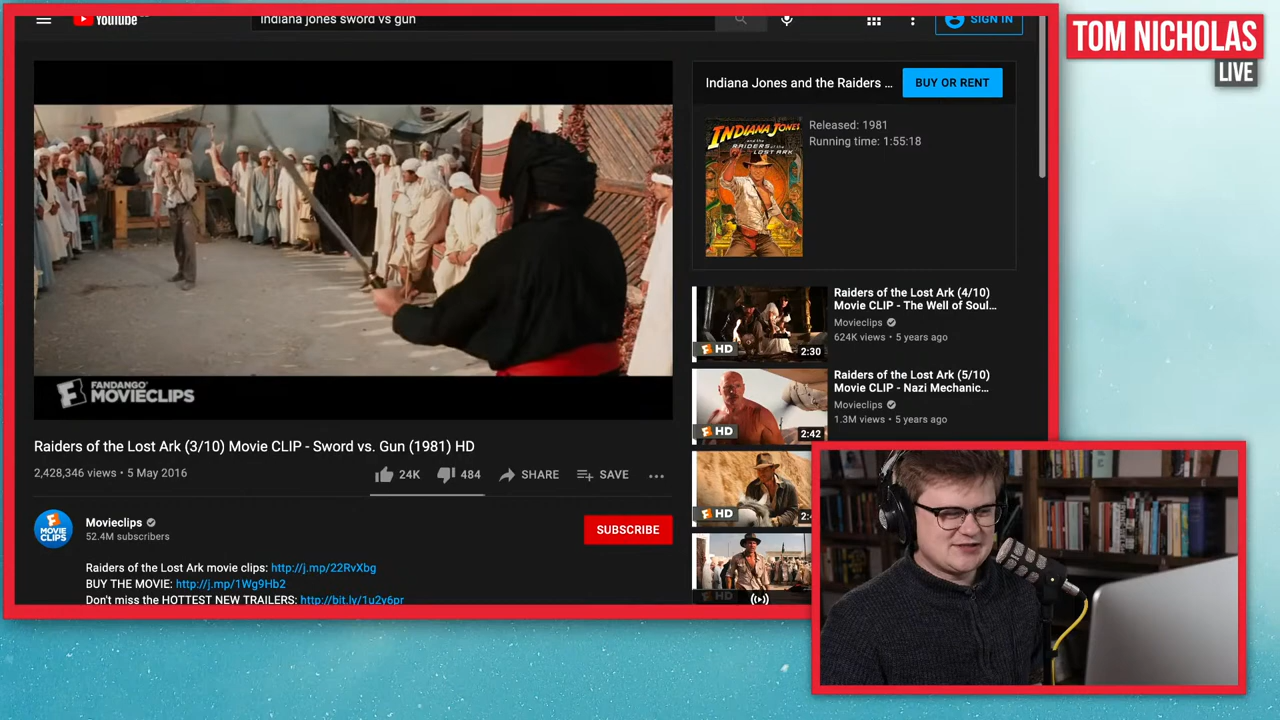 YouTube
indiana jones sword vs gun
SIGN IN
TOM NICHOLAS
LIVE
Indiana Jones and the Raiders ...
BUY OR RENT
Released: 1981
Running time: 1:55:18
INDIANA JONES
and the
RAIDERS of the
LOST ARK
FANDANGO
MOVIECLIPS
Raiders of the Lost Ark (3/10) Movie CLIP - Sword vs. Gun (1981) HD
2,428,346 views • 5 May 2016
24K
484
SHARE
SAVE
Movieclips
52.4M subscribers
SUBSCRIBE
MOVIE
CLIPS
Raiders of the Lost Ark movie clips: http://j.mp/22RvXbg
BUY THE MOVIE: http://j.mp/1Wg9Hb2
Don't miss the HOTTEST NEW TRAILERS: http://bit.ly/1u2y6pr
Raiders of the Lost Ark (4/10)
Movie CLIP - The Well of Soul...
Movieclips
624K views • 5 years ago
HD
2:30
Raiders of the Lost Ark (5/10)
Movie CLIP - Nazi Mechanic...
Movieclips
1.3M views • 5 years ago
HD
2:42
HD
HD